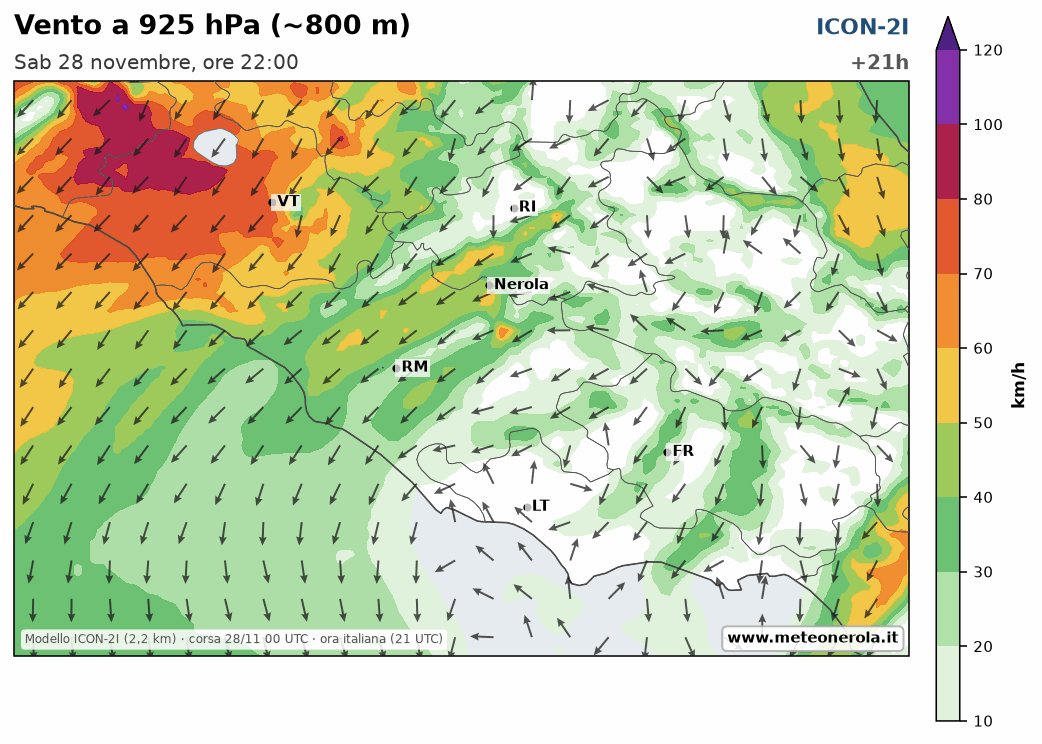 Vento a 925 hPa (~800 m)
ICON-2I
Sab 28 novembre, ore 22:00
+21h
120
100
80
70
60
50
40
30
20
10
km/h
VT
RI
Nerola
RM
FR
LT
Modello ICON-2I (2,2 km) · corsa 28/11 00 UTC · ora italiana (21 UTC)
www.meteonerola.it